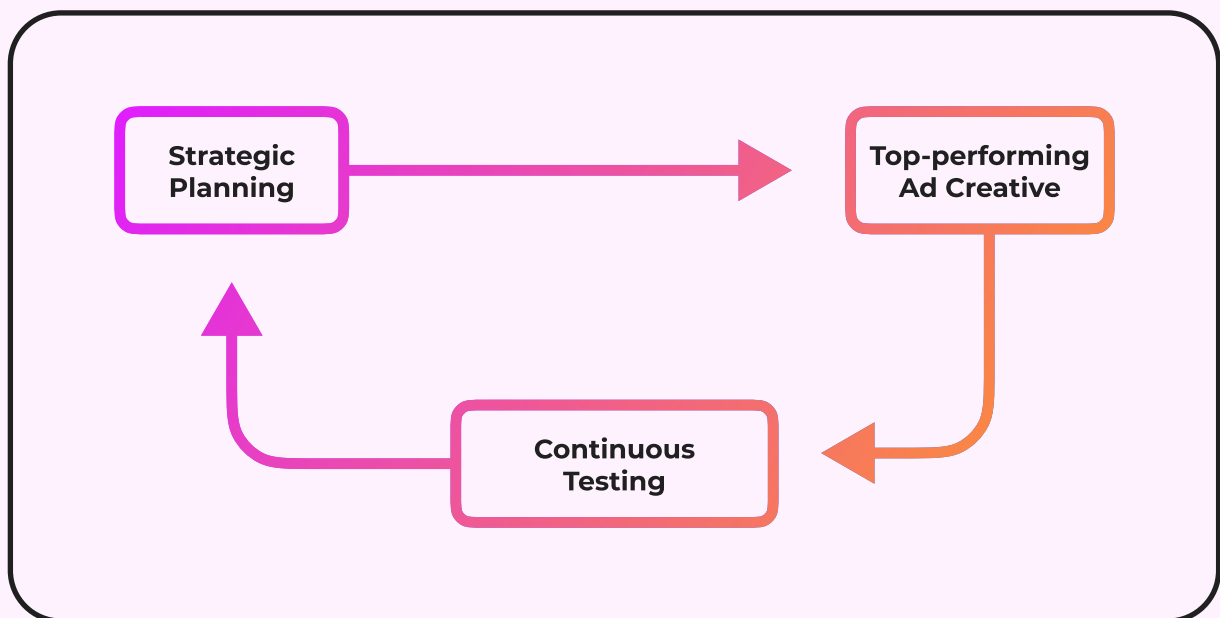 Strategic
Planning
Top-performing
Ad Creative
Continuous
Testing